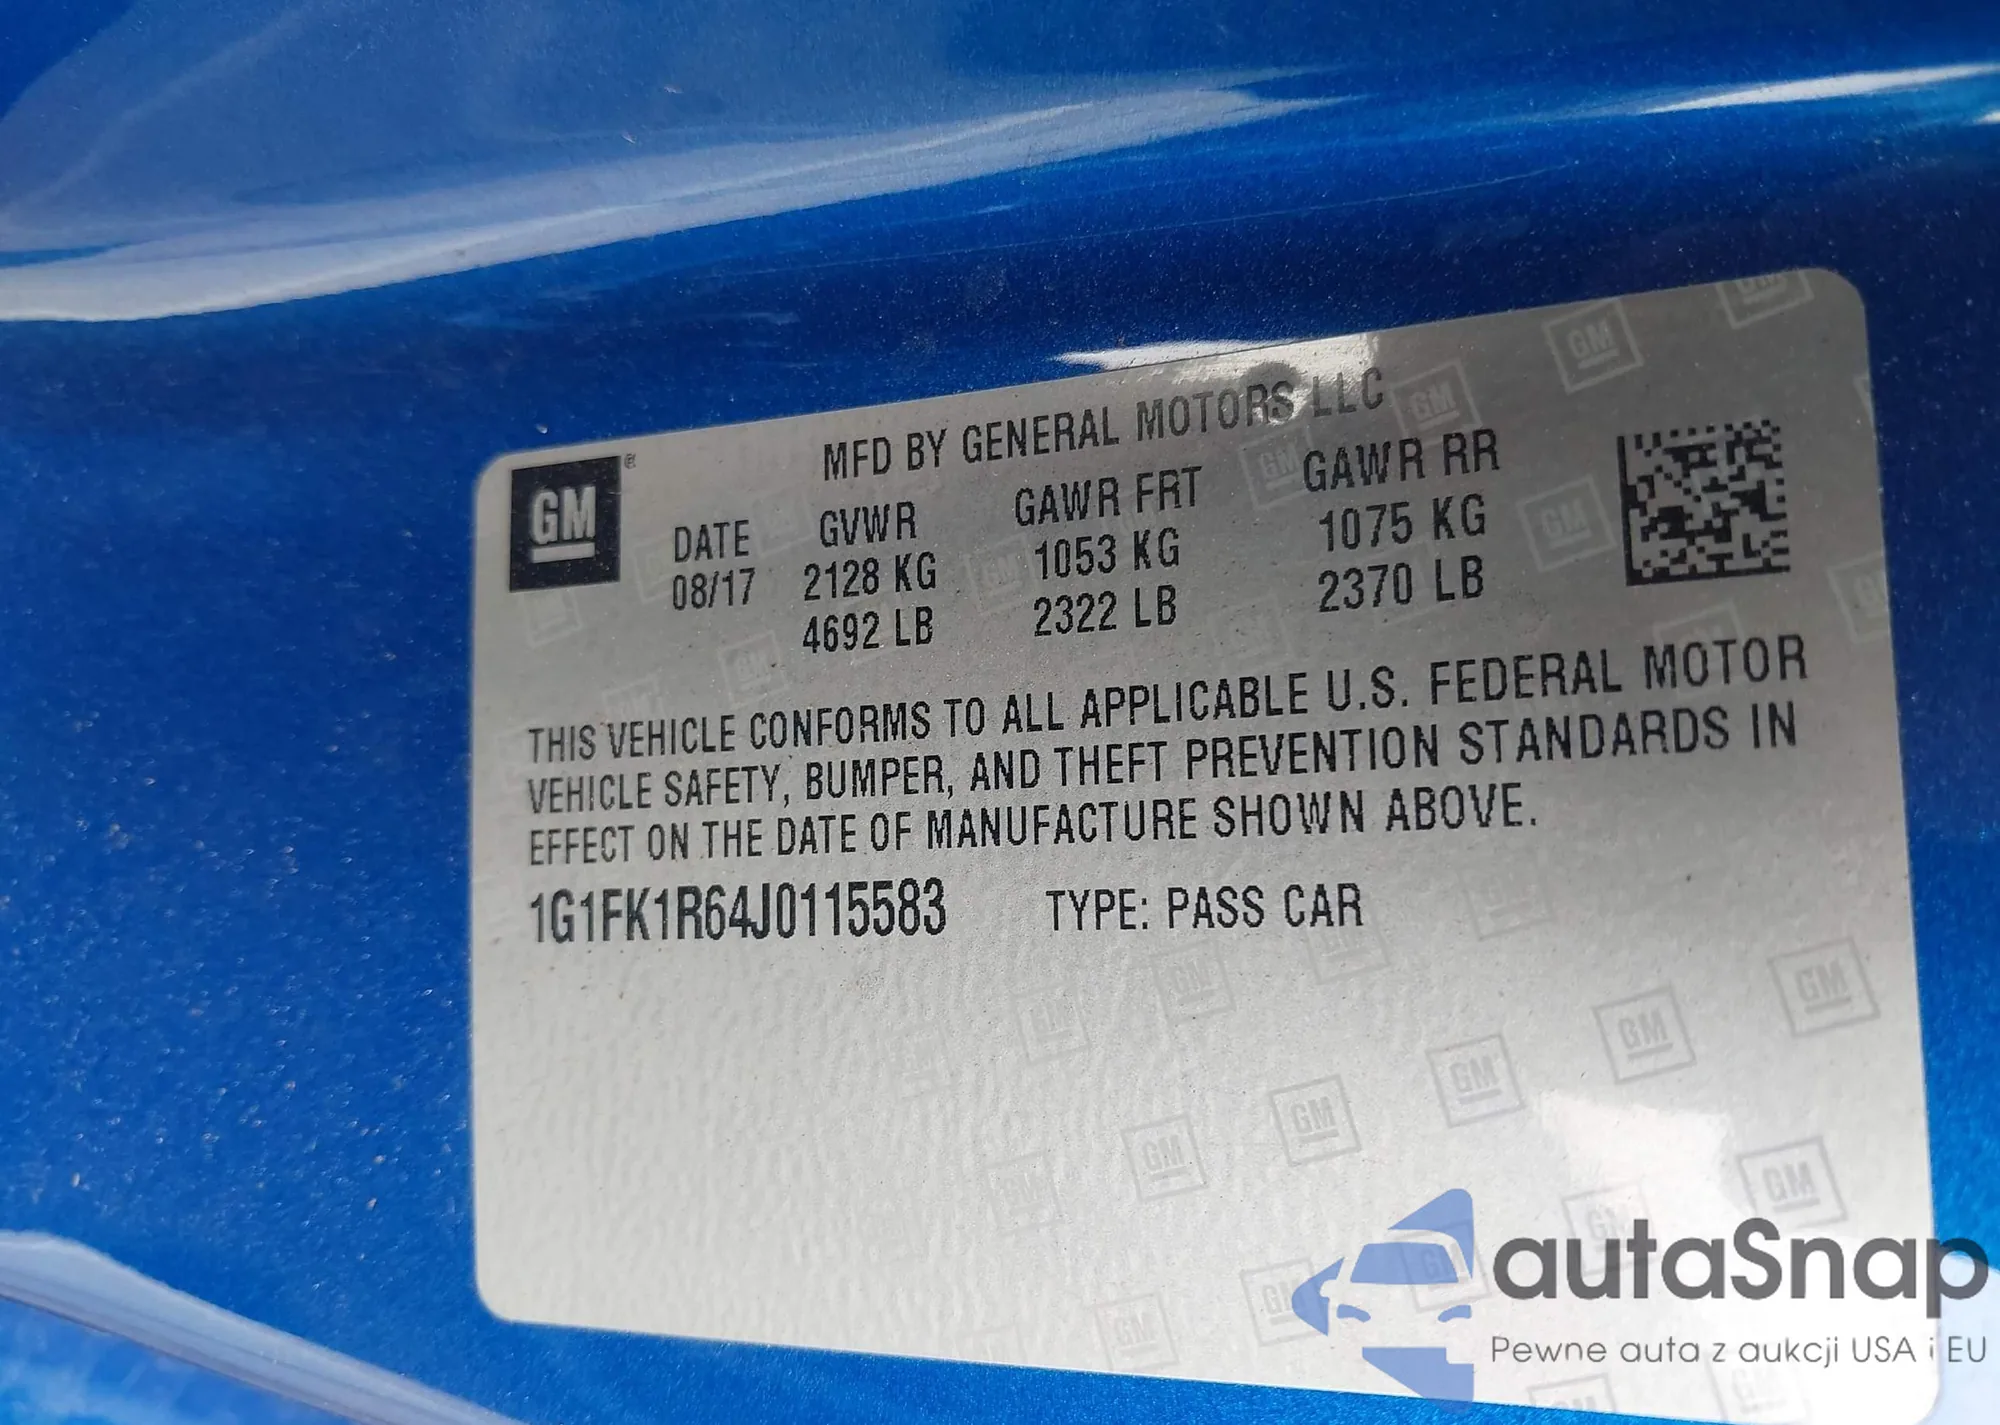 MFD BY GENERAL MOTORS LLC
GM®
DATE GVWR GAWR FRT GAWR RR
08/17 2128 KG 1053 KG 1075 KG
4692 LB 2322 LB 2370 LB
THIS VEHICLE CONFORMS TO ALL APPLICABLE U.S. FEDERAL MOTOR
VEHICLE SAFETY, BUMPER, AND THEFT PREVENTION STANDARDS IN
EFFECT ON THE DATE OF MANUFACTURE SHOWN ABOVE.
1G1FK1R64J0115583 TYPE: PASS CAR
autaSnap
Pewne auta z aukcji USA i EU